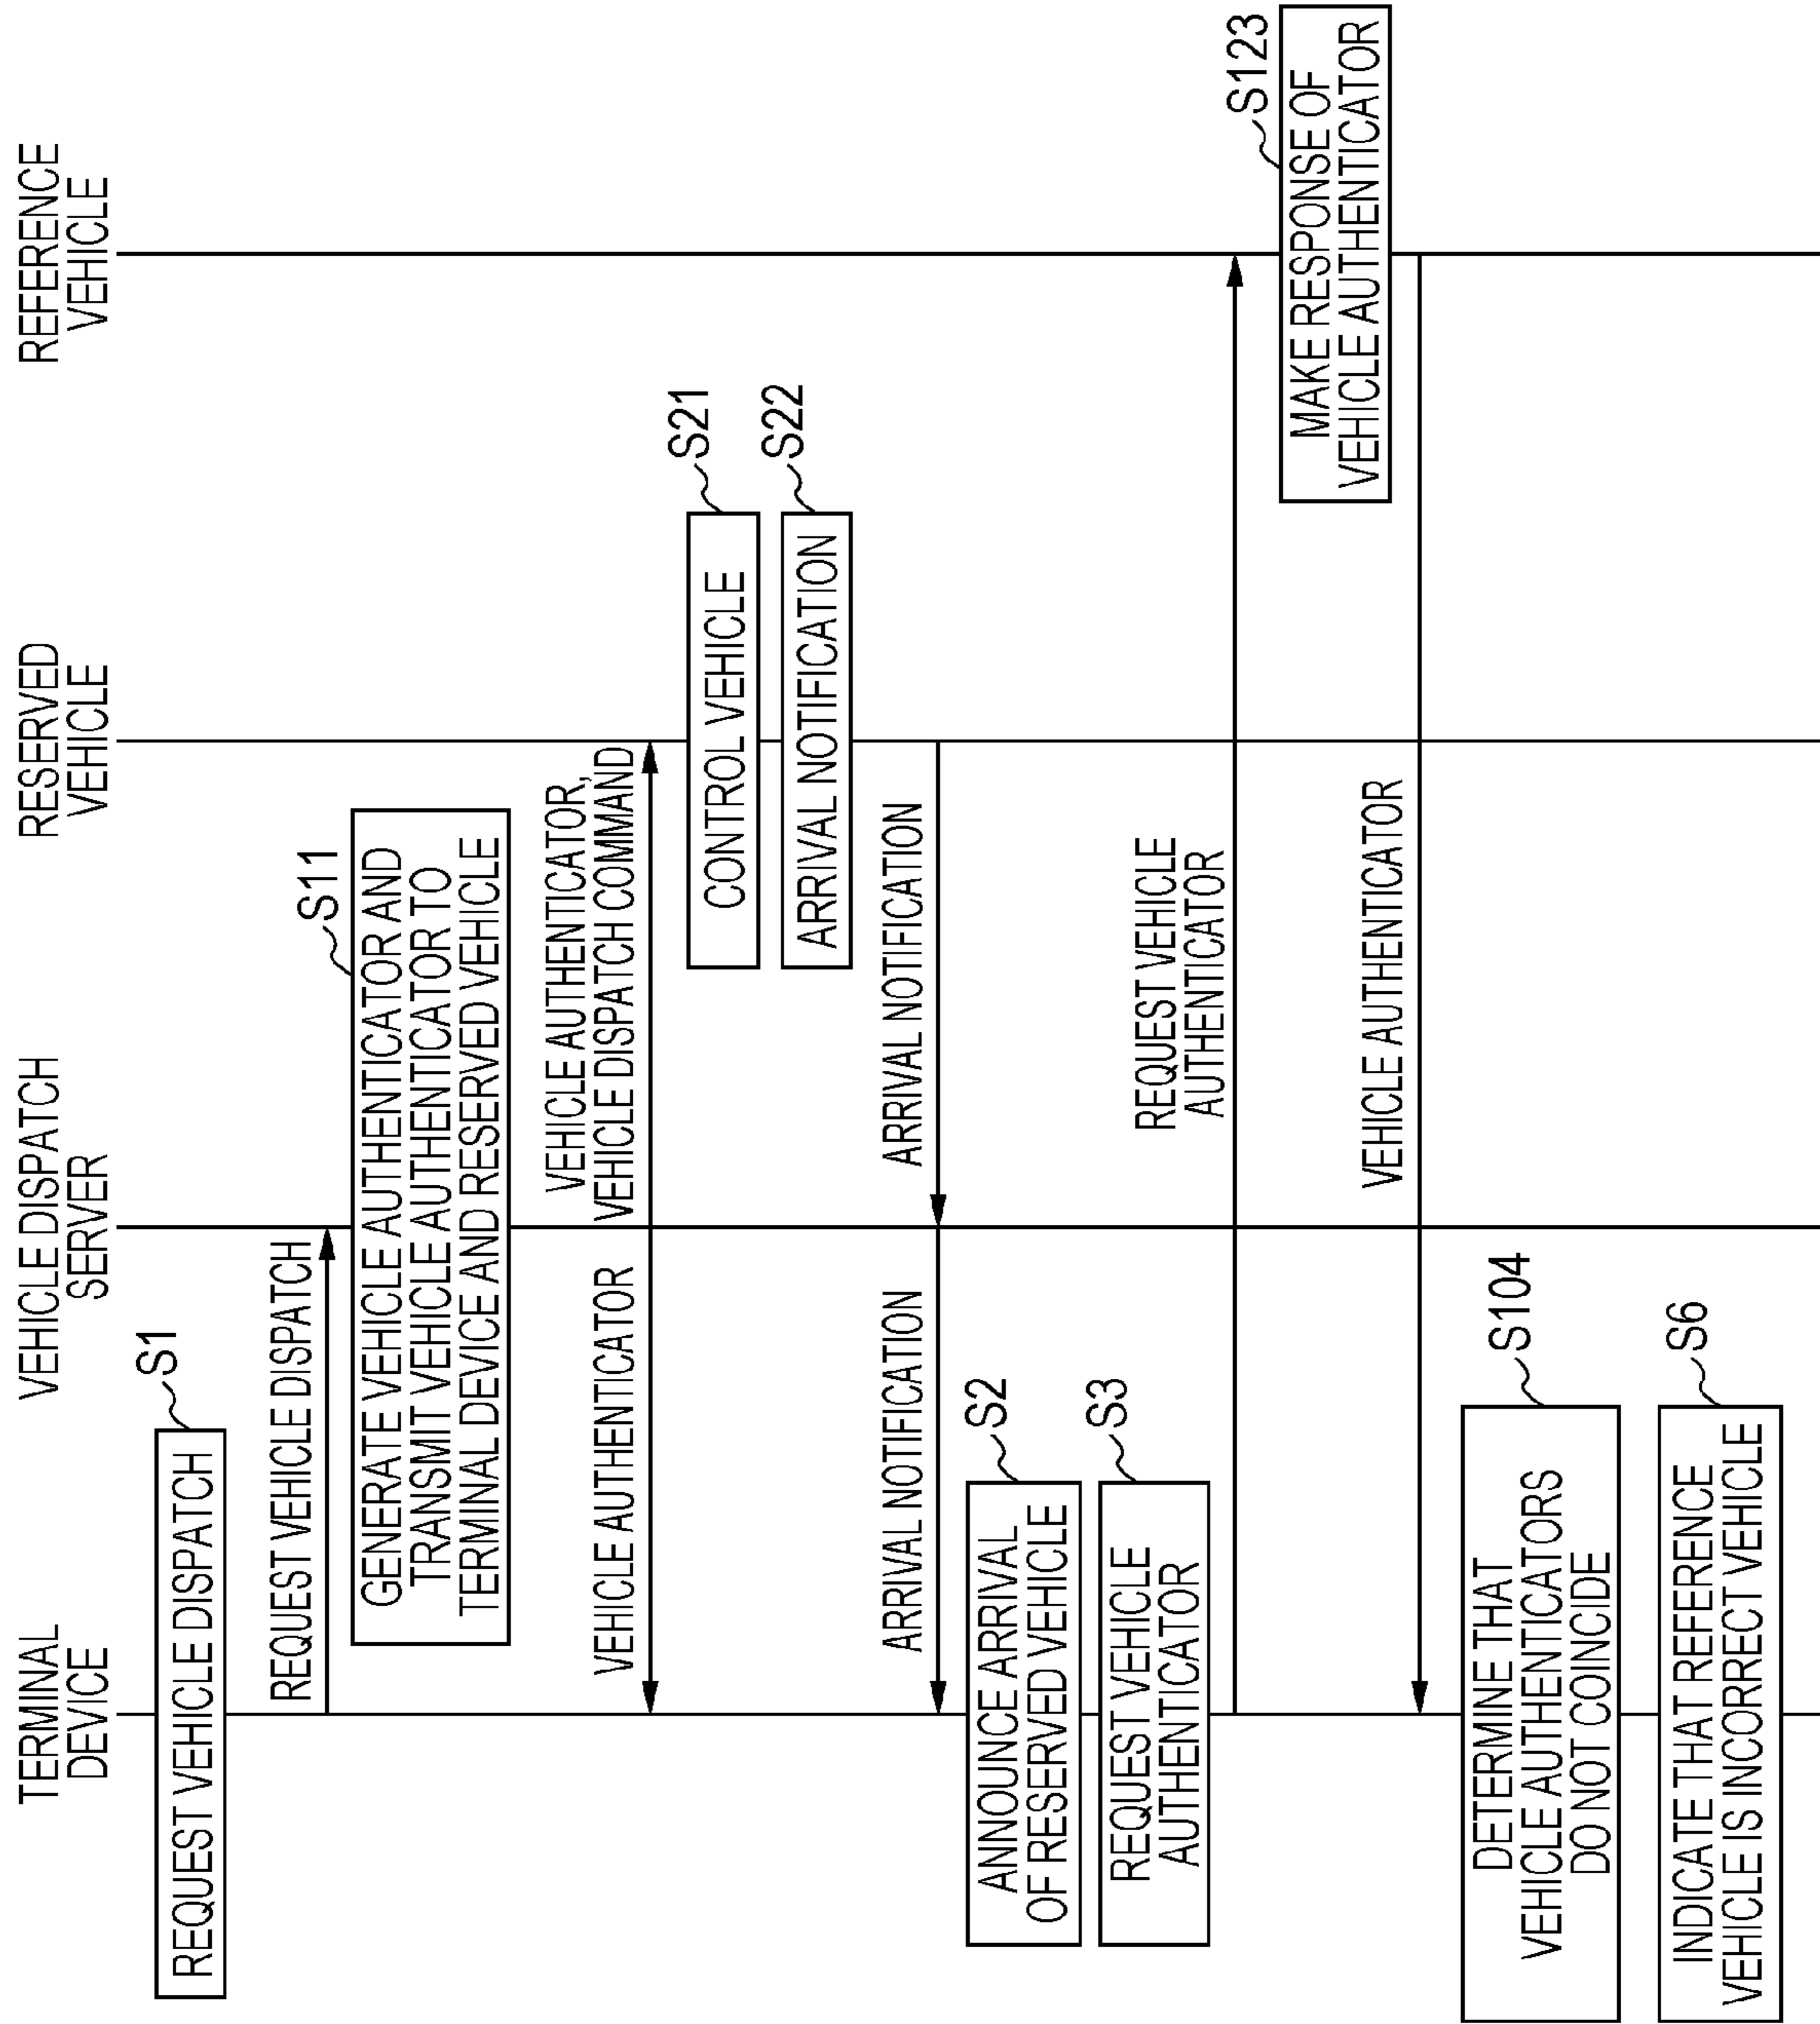 TERMINAL
DEVICE
VEHICLE DISPATCH
SERVER
RESERVED
VEHICLE
REFERENCE
VEHICLE
S1
REQUEST VEHICLE DISPATCH
REQUEST VEHICLE DISPATCH
S11
GENERATE VEHICLE AUTHENTICATOR AND
TRANSMIT VEHICLE AUTHENTICATOR TO
TERMINAL DEVICE AND RESERVED VEHICLE
VEHICLE AUTHENTICATOR
VEHICLE AUTHENTICATOR,
VEHICLE DISPATCH COMMAND
S21
CONTROL VEHICLE
S22
ARRIVAL NOTIFICATION
ARRIVAL NOTIFICATION
ARRIVAL NOTIFICATION
S2
ANNOUNCE ARRIVAL
OF RESERVED VEHICLE
S3
REQUEST VEHICLE
AUTHENTICATOR
REQUEST VEHICLE
AUTHENTICATOR
S123
MAKE RESPONSE OF
VEHICLE AUTHENTICATOR
VEHICLE AUTHENTICATOR
S104
DETERMINE THAT
VEHICLE AUTHENTICATORS
DO NOT COINCIDE
S6
INDICATE THAT REFERENCE
VEHICLE IS INCORRECT VEHICLE